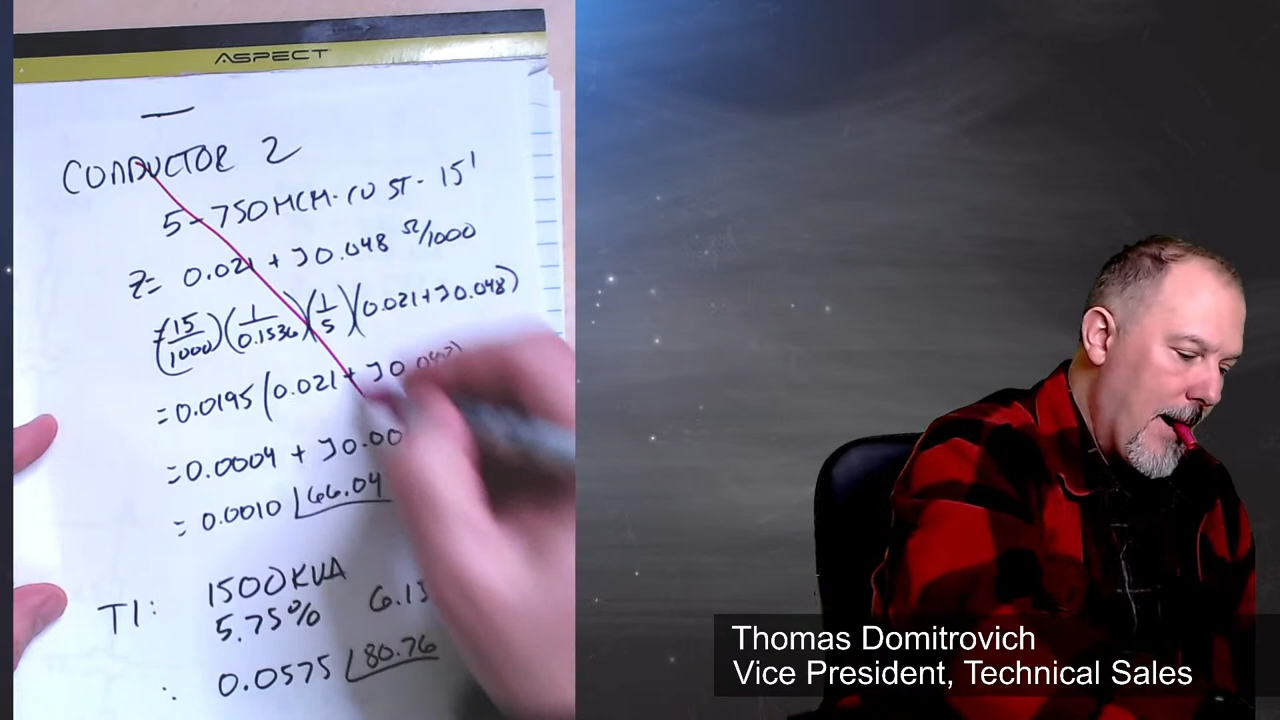 ASPECT
CONDUCTOR 2
5-750MCM-CU ST- 15'
Z= 0.021 + J0.048 Ω/1000
=(15/1000)(1/0.1536)(1/5)(0.021+J0.048)
=0.0195(0.021+J0.048)
=0.0004 + J0.00
= 0.0010 ∠66.04
T1: 1500KVA
5.75% 6.15
∴ 0.0575 ∠80.76
Thomas Domitrovich
Vice President, Technical Sales